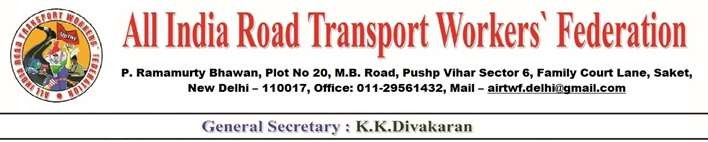 ALL INDIA ROAD TRANSPORT WORKERS' FEDERATION
All India Road Transport Workers` Federation
P. Ramamurty Bhawan, Plot No 20, M.B. Road, Pushp Vihar Sector 6, Family Court Lane, Saket,
New Delhi – 110017, Office: 011-29561432, Mail – airtwf.delhi@gmail.com
General Secretary : K.K.Divakaran